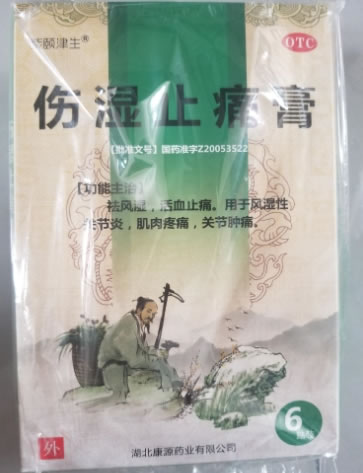 颐津生®
OTC
伤湿止痛膏
【批准文号】国药准字Z20053522
【功能主治】
祛风湿，活血止痛。用于风湿性
关节炎，肌肉疼痛，关节肿痛。
外
6
湖北康源药业有限公司